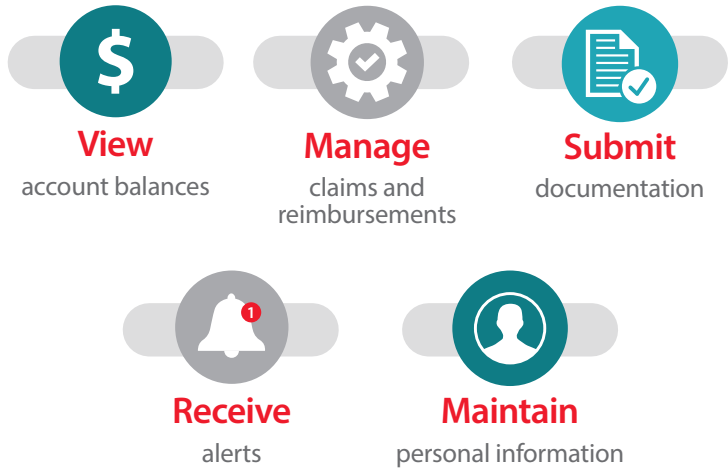 $
View
account balances
Manage
claims and
reimbursements
Submit
documentation
1
Receive
alerts
Maintain
personal information